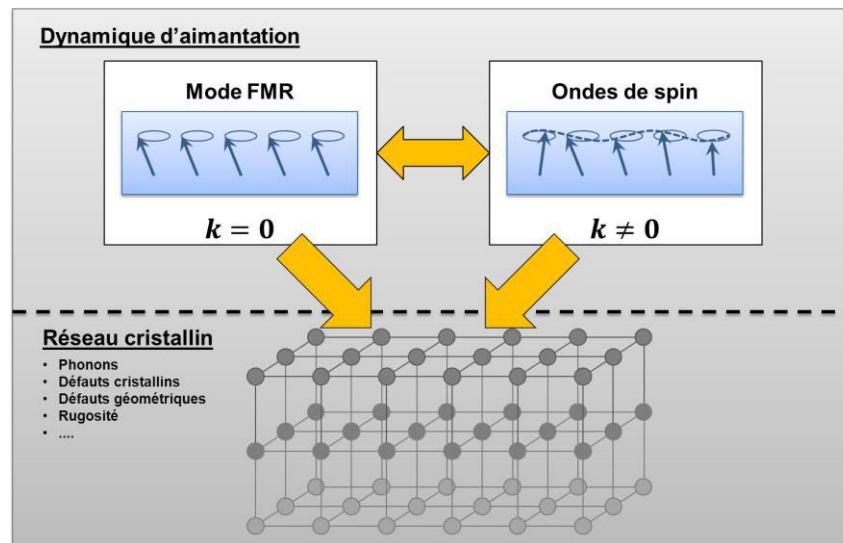 Dynamique d’aimantation
Mode FMR
Ondes de spin
k = 0
k ≠ 0
Réseau cristallin
• Phonons
• Défauts cristallins
• Défauts géométriques
• Rugosité
• ....